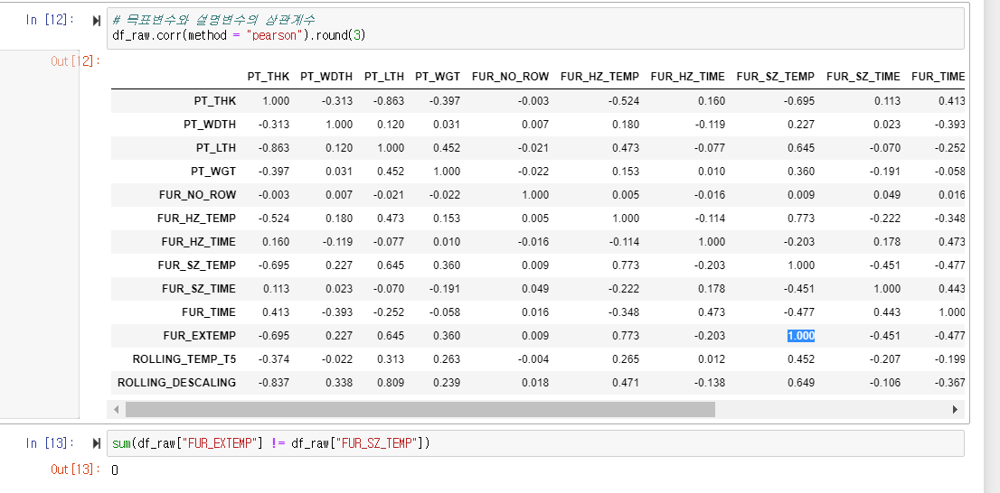 In [12]:
# 목표변수와 설명변수의 상관계수
df_raw.corr(method = "pearson").round(3)
Out[12]:
PT_THK PT_WDTH PT_LTH PT_WGT FUR_NO_ROW FUR_HZ_TEMP FUR_HZ_TIME FUR_SZ_TEMP FUR_SZ_TIME FUR_TIME
PT_THK 1.000 -0.313 -0.863 -0.397 -0.003 -0.524 0.160 -0.695 0.113 0.413
PT_WDTH -0.313 1.000 0.120 0.031 0.007 0.180 -0.119 0.227 0.023 -0.393
PT_LTH -0.863 0.120 1.000 0.452 -0.021 0.473 -0.077 0.645 -0.070 -0.252
PT_WGT -0.397 0.031 0.452 1.000 -0.022 0.153 0.010 0.360 -0.191 -0.058
FUR_NO_ROW -0.003 0.007 -0.021 -0.022 1.000 0.005 -0.016 0.009 0.049 0.016
FUR_HZ_TEMP -0.524 0.180 0.473 0.153 0.005 1.000 -0.114 0.773 -0.222 -0.348
FUR_HZ_TIME 0.160 -0.119 -0.077 0.010 -0.016 -0.114 1.000 -0.203 0.178 0.473
FUR_SZ_TEMP -0.695 0.227 0.645 0.360 0.009 0.773 -0.203 1.000 -0.451 -0.477
FUR_SZ_TIME 0.113 0.023 -0.070 -0.191 0.049 -0.222 0.178 -0.451 1.000 0.443
FUR_TIME 0.413 -0.393 -0.252 -0.058 0.016 -0.348 0.473 -0.477 0.443 1.000
FUR_EXTEMP -0.695 0.227 0.645 0.360 0.009 0.773 -0.203 1.000 -0.451 -0.477
ROLLING_TEMP_T5 -0.374 -0.022 0.313 0.263 -0.004 0.265 0.012 0.452 -0.207 -0.199
ROLLING_DESCALING -0.837 0.338 0.809 0.239 0.018 0.471 -0.138 0.649 -0.106 -0.367
In [13]:
sum(df_raw["FUR_EXTEMP"] != df_raw["FUR_SZ_TEMP"])
Out[13]: 0